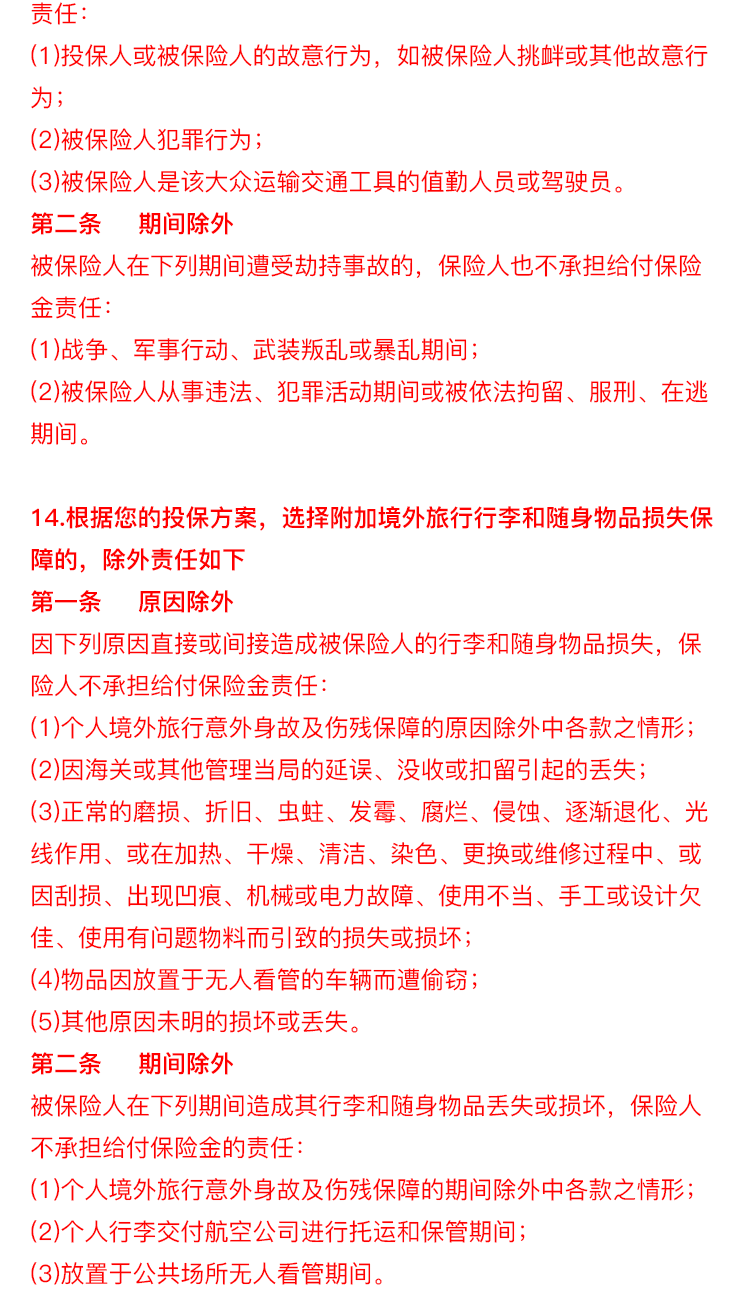 责任：
(1)投保人或被保险人的故意行为，如被保险人挑衅或其他故意行
为；
(2)被保险人犯罪行为；
(3)被保险人是该大众运输交通工具的值勤人员或驾驶员。
第二条 期间除外
被保险人在下列期间遭受劫持事故的，保险人也不承担给付保险
金责任：
(1)战争、军事行动、武装叛乱或暴乱期间；
(2)被保险人从事违法、犯罪活动期间或被依法拘留、服刑、在逃
期间。
14.根据您的投保方案，选择附加境外旅行行李和随身物品损失保
障的，除外责任如下
第一条 原因除外
因下列原因直接或间接造成被保险人的行李和随身物品损失，保
险人不承担给付保险金责任：
(1)个人境外旅行意外身故及伤残保障的原因除外中各款之情形；
(2)因海关或其他管理当局的延误、没收或扣留引起的丢失；
(3)正常的磨损、折旧、虫蛀、发霉、腐烂、侵蚀、逐渐退化、光
线作用、或在加热、干燥、清洁、染色、更换或维修过程中、或
因刮损、出现凹痕、机械或电力故障、使用不当、手工或设计欠
佳、使用有问题物料而引致的损失或损坏；
(4)物品因放置于无人看管的车辆而遭偷窃；
(5)其他原因未明的损坏或丢失。
第二条 期间除外
被保险人在下列期间造成其行李和随身物品丢失或损坏，保险人
不承担给付保险金的责任：
(1)个人境外旅行意外身故及伤残保障的期间除外中各款之情形；
(2)个人行李交付航空公司进行托运和保管期间；
(3)放置于公共场所无人看管期间。